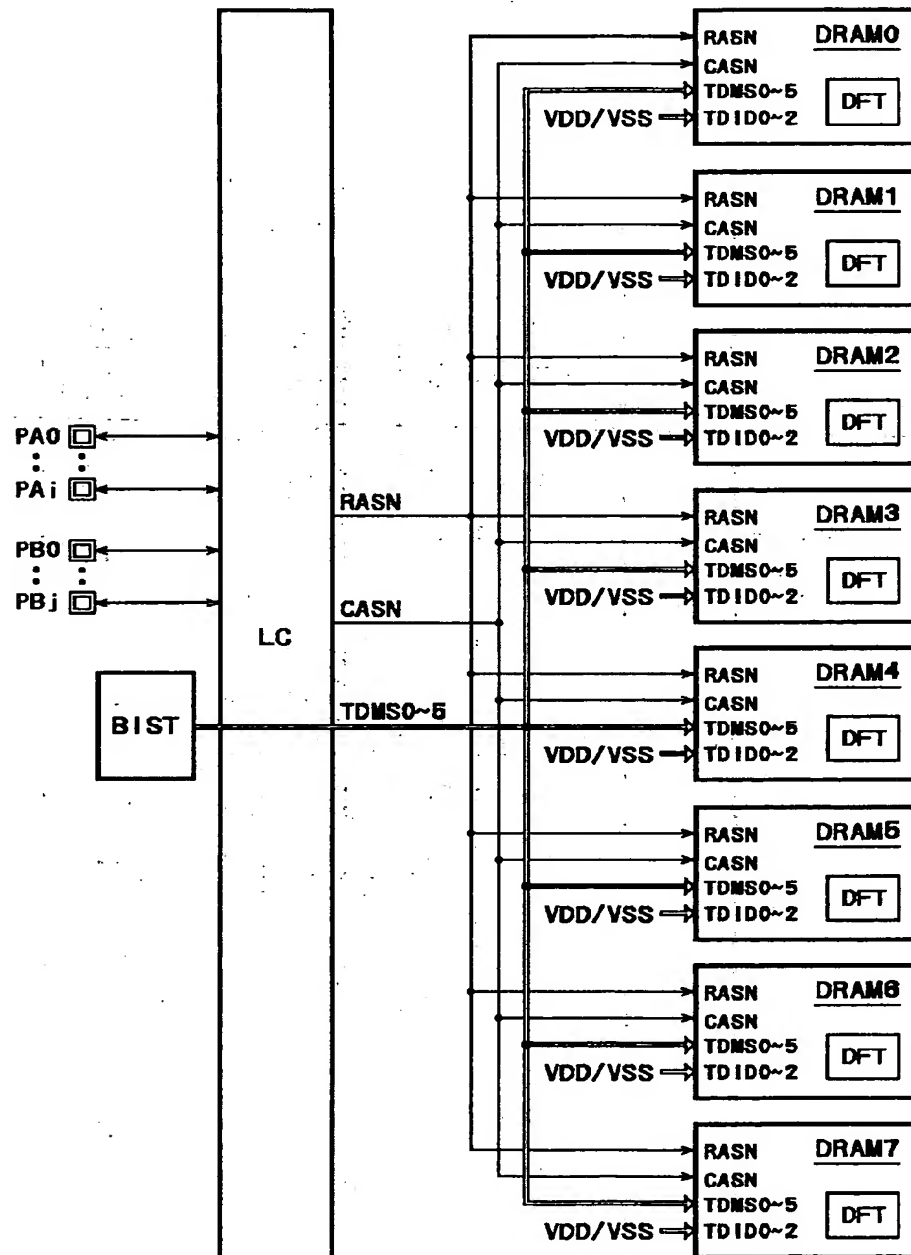 RASN DRAM0
CASN
TDMS0~5 DFT
VDD/VSS TDID0~2
RASN DRAM1
CASN
TDMS0~5 DFT
VDD/VSS TDID0~2
RASN DRAM2
CASN
TDMS0~5 DFT
VDD/VSS TDID0~2
PA0
PAi
PB0
PBj
LC
BIST
RASN
CASN
TDMS0~5
RASN DRAM3
CASN
TDMS0~5 DFT
VDD/VSS TDID0~2
RASN DRAM4
CASN
TDMS0~5 DFT
VDD/VSS TDID0~2
RASN DRAM5
CASN
TDMS0~5 DFT
VDD/VSS TDID0~2
RASN DRAM6
CASN
TDMS0~5 DFT
VDD/VSS TDID0~2
RASN DRAM7
CASN
TDMS0~5 DFT
VDD/VSS TDID0~2